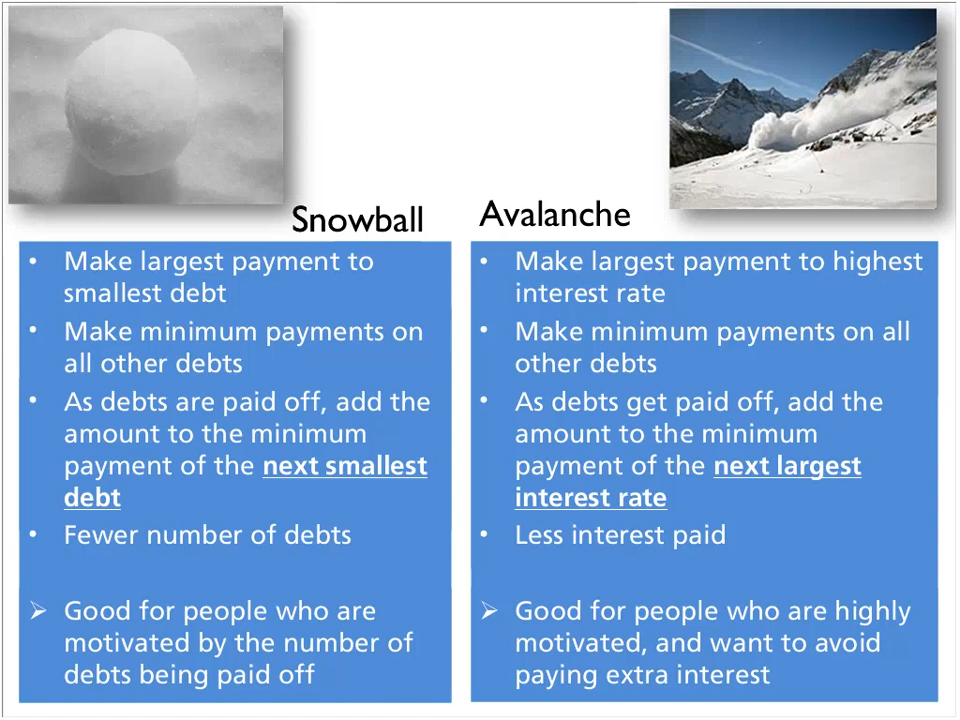 Snowball
• Make largest payment to
smallest debt
• Make minimum payments on
all other debts
• As debts are paid off, add the
amount to the minimum
payment of the next smallest
debt
• Fewer number of debts
➢ Good for people who are
motivated by the number of
debts being paid off
Avalanche
• Make largest payment to highest
interest rate
• Make minimum payments on all
other debts
• As debts get paid off, add the
amount to the minimum
payment of the next largest
interest rate
• Less interest paid
➢ Good for people who are highly
motivated, and want to avoid
paying extra interest